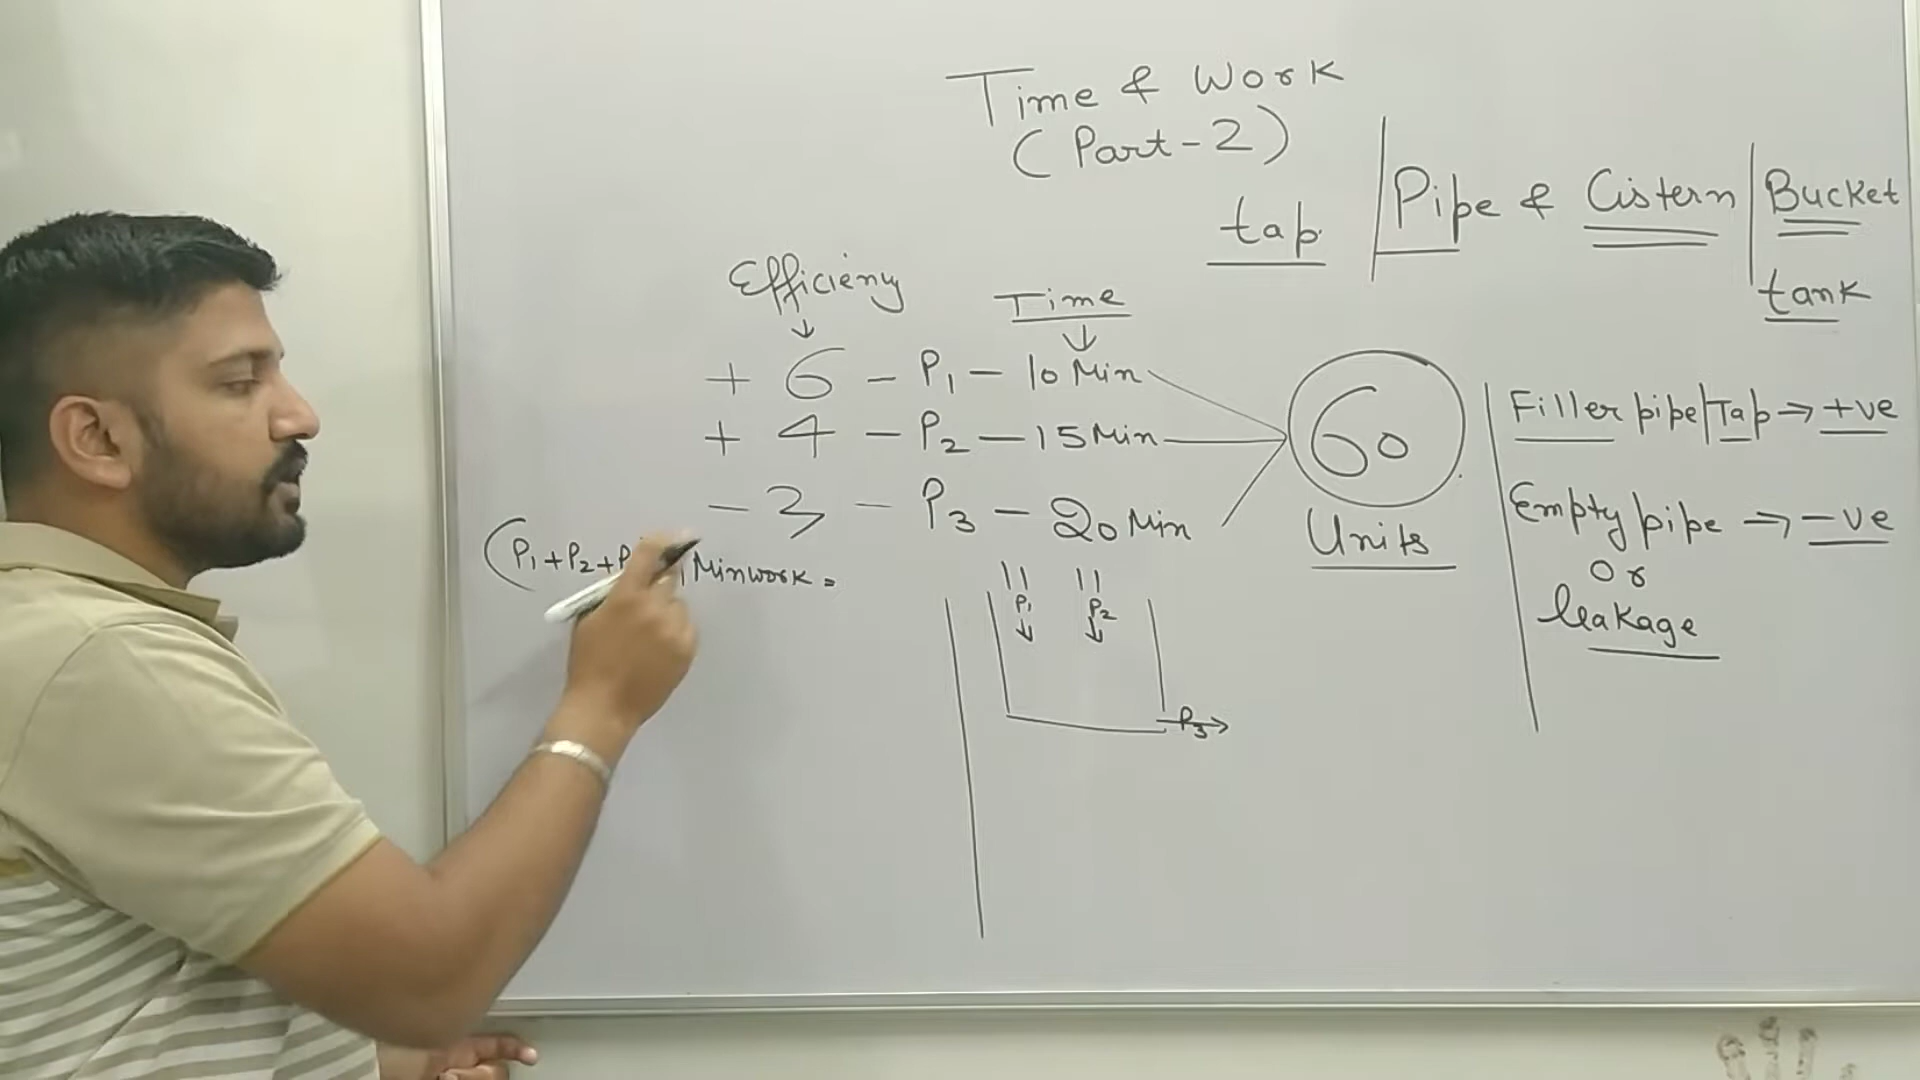 Time & Work
(Part-2)
tap | Pipe & Cistern | Bucket
tank
Efficieny
Time
+ 6 - P1 - 10 Min
+ 4 - P2 - 15 Min
- 3 - P3 - 20 Min
60
Units
Filler pipe|Tap → +ve
Empty pipe → -ve
Or
leakage
(P1+P2+P Minwork =
P1 P2
P3